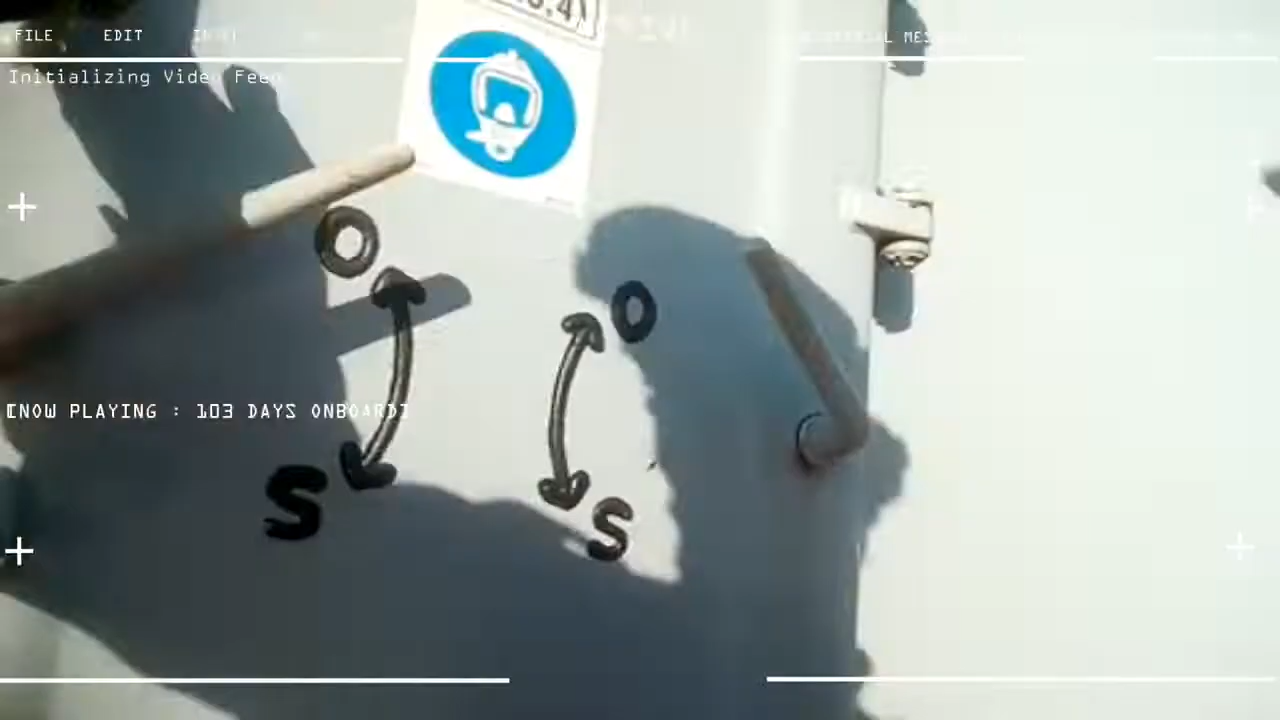 FILE EDIT
Initializing Video Feed
O
O
[NOW PLAYING : 103 DAYS ONBOARD]
S
S